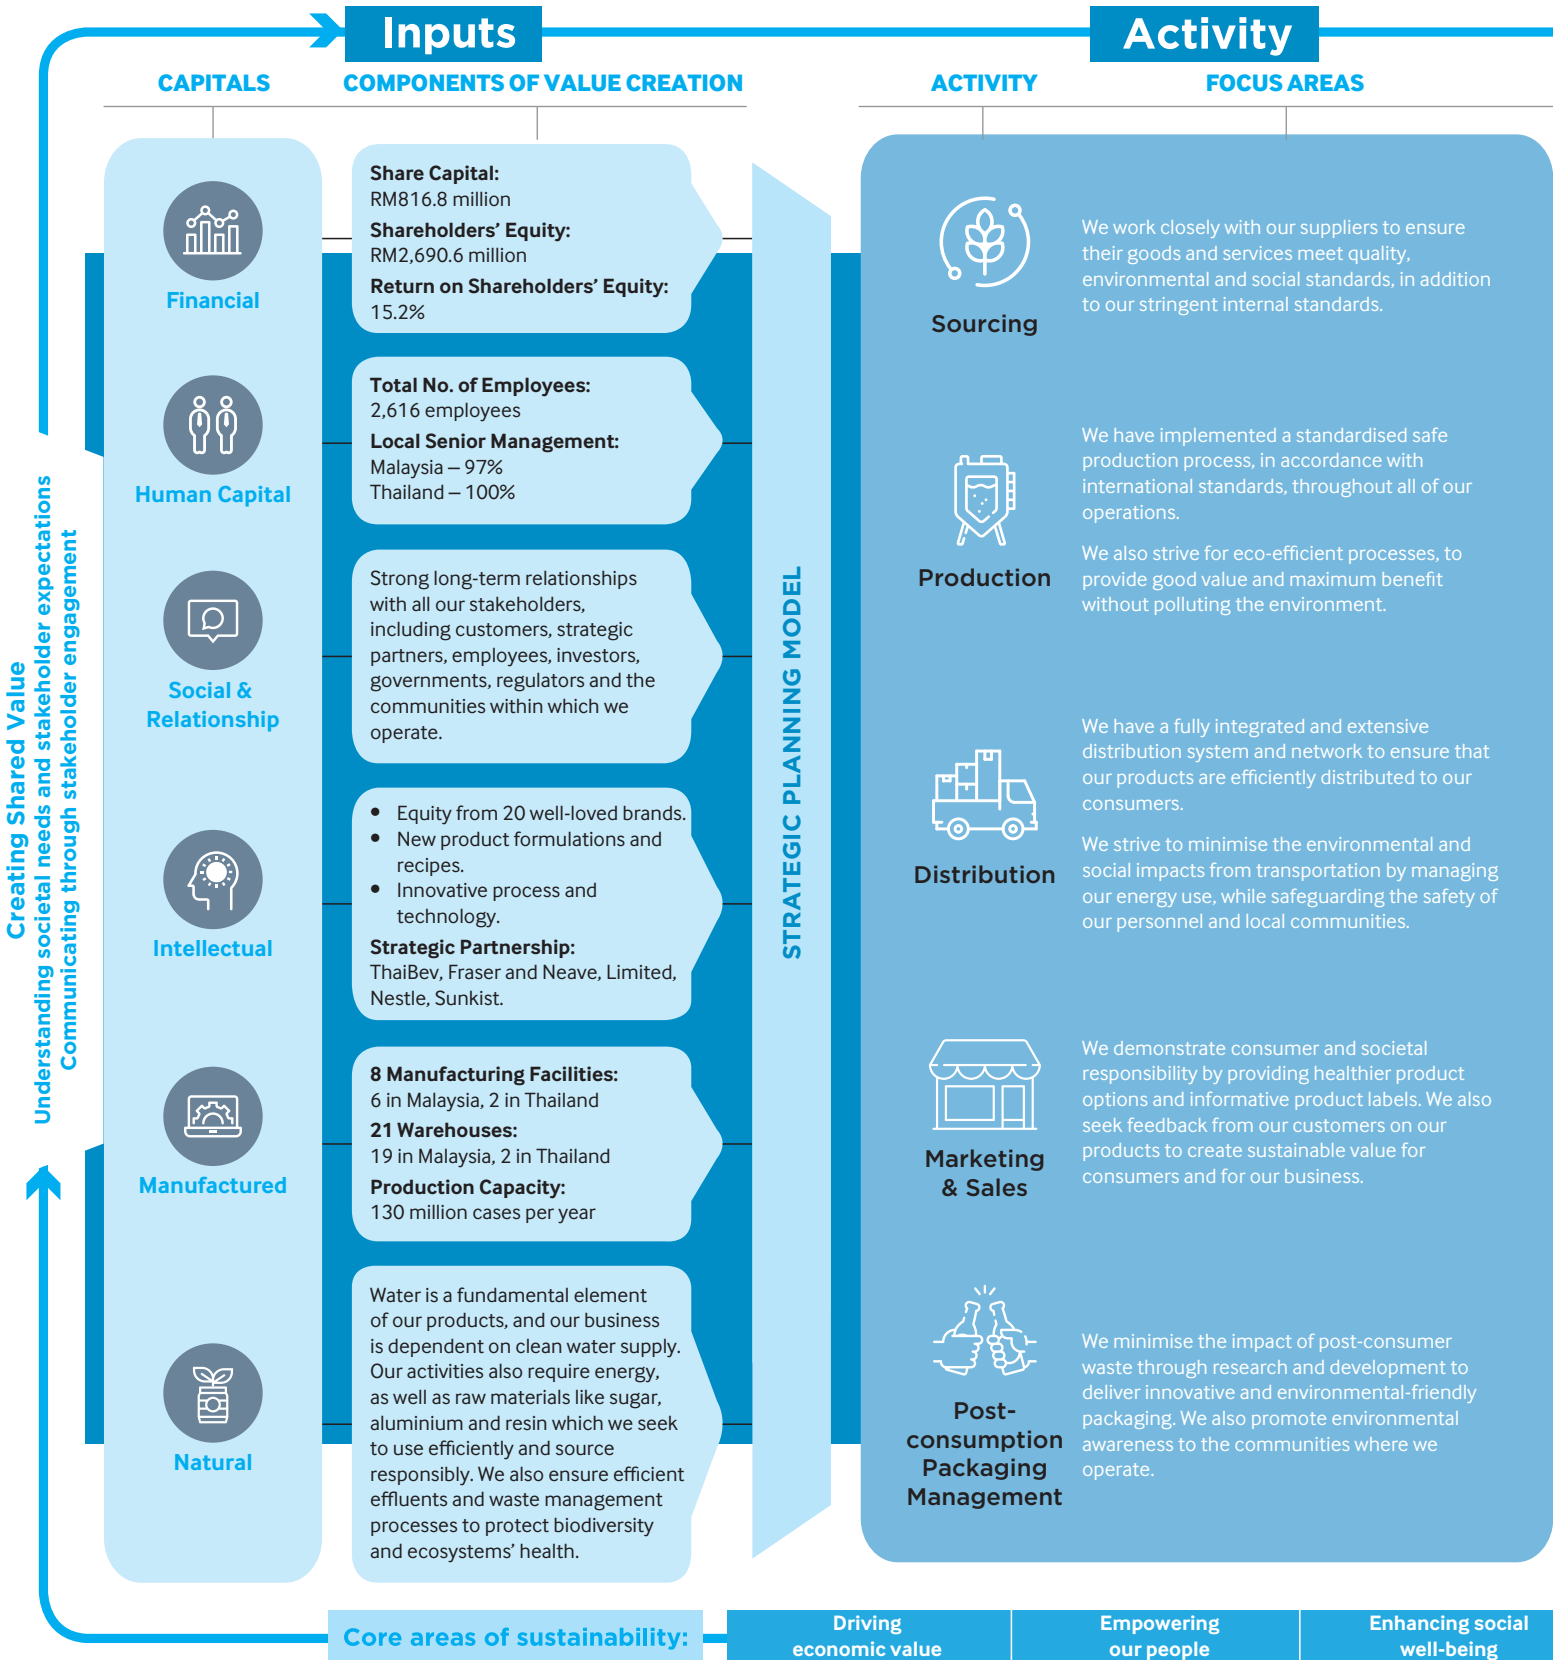 Inputs
Activity
CAPITALS
COMPONENTS OF VALUE CREATION
ACTIVITY
FOCUS AREAS
Creating Shared Value
Understanding societal needs and stakeholder expectations
Communicating through stakeholder engagement
Financial
Share Capital:
RM816.8 million
Shareholders’ Equity:
RM2,690.6 million
Return on Shareholders’ Equity:
15.2%
Human Capital
Total No. of Employees:
2,616 employees
Local Senior Management:
Malaysia – 97%
Thailand – 100%
Social &
Relationship
Strong long-term relationships
with all our stakeholders,
including customers, strategic
partners, employees, investors,
governments, regulators and the
communities within which we
operate.
Intellectual
• Equity from 20 well-loved brands.
• New product formulations and
recipes.
• Innovative process and
technology.
Strategic Partnership:
ThaiBev, Fraser and Neave, Limited,
Nestle, Sunkist.
Manufactured
8 Manufacturing Facilities:
6 in Malaysia, 2 in Thailand
21 Warehouses:
19 in Malaysia, 2 in Thailand
Production Capacity:
130 million cases per year
Natural
Water is a fundamental element
of our products, and our business
is dependent on clean water supply.
Our activities also require energy,
as well as raw materials like sugar,
aluminium and resin which we seek
to use efficiently and source
responsibly. We also ensure efficient
effluents and waste management
processes to protect biodiversity
and ecosystems’ health.
STRATEGIC PLANNING MODEL
Sourcing
We work closely with our suppliers to ensure
their goods and services meet quality,
environmental and social standards, in addition
to our stringent internal standards.
Production
We have implemented a standardised safe
production process, in accordance with
international standards, throughout all of our
operations.
We also strive for eco-efficient processes, to
provide good value and maximum benefit
without polluting the environment.
Distribution
We have a fully integrated and extensive
distribution system and network to ensure that
our products are efficiently distributed to our
consumers.
We strive to minimise the environmental and
social impacts from transportation by managing
our energy use, while safeguarding the safety of
our personnel and local communities.
Marketing
& Sales
We demonstrate consumer and societal
responsibility by providing healthier product
options and informative product labels. We also
seek feedback from our customers on our
products to create sustainable value for
consumers and for our business.
Post-
consumption
Packaging
Management
We minimise the impact of post-consumer
waste through research and development to
deliver innovative and environmental-friendly
packaging. We also promote environmental
awareness to the communities where we
operate.
Core areas of sustainability:
Driving
economic value
Empowering
our people
Enhancing social
well-being